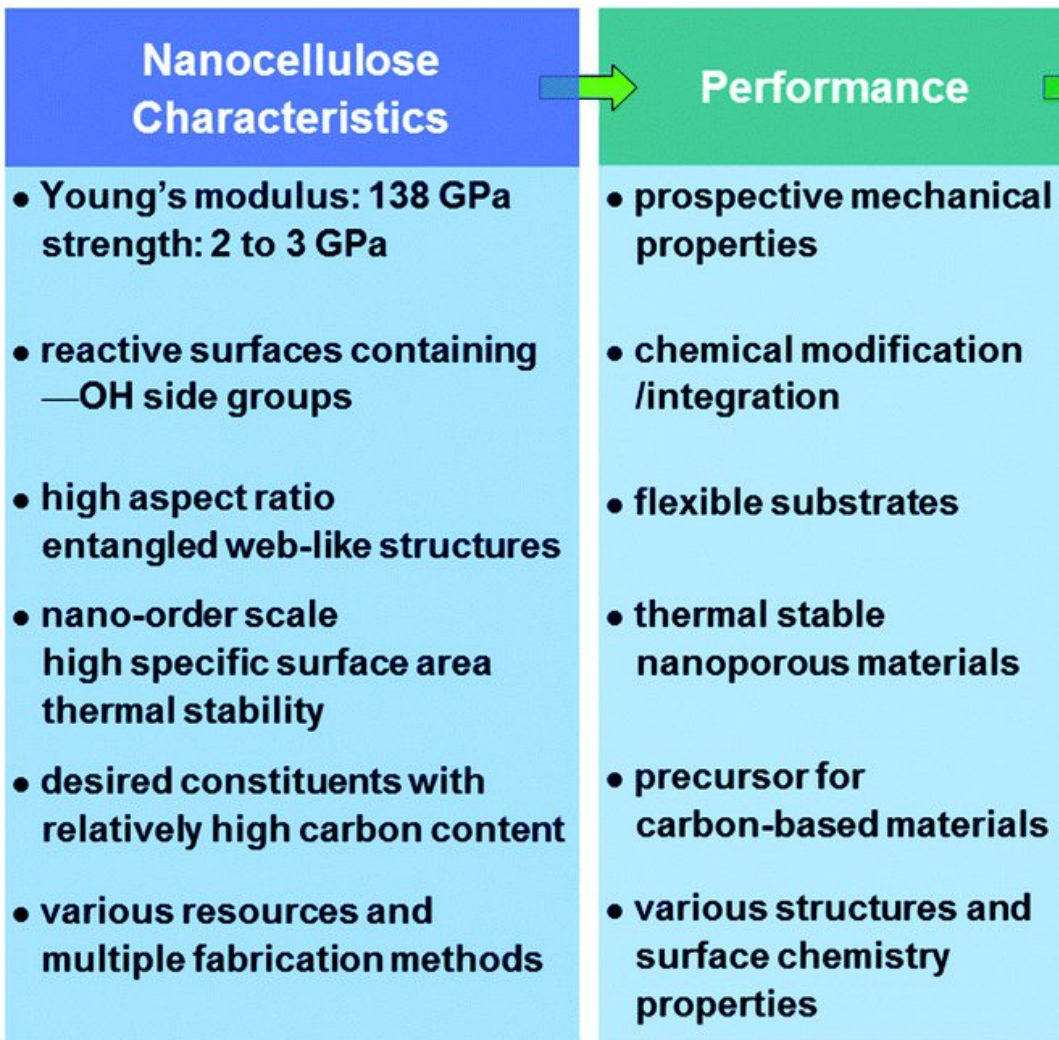 Nanocellulose
Characteristics
• Young's modulus: 138 GPa
strength: 2 to 3 GPa
• reactive surfaces containing
—OH side groups
• high aspect ratio
entangled web-like structures
• nano-order scale
high specific surface area
thermal stability
• desired constituents with
relatively high carbon content
• various resources and
multiple fabrication methods
Performance
• prospective mechanical
properties
• chemical modification
/integration
• flexible substrates
• thermal stable
nanoporous materials
• precursor for
carbon-based materials
• various structures and
surface chemistry
properties